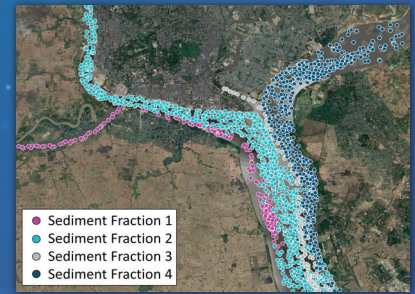 Sediment Fraction 1
Sediment Fraction 2
Sediment Fraction 3
Sediment Fraction 4